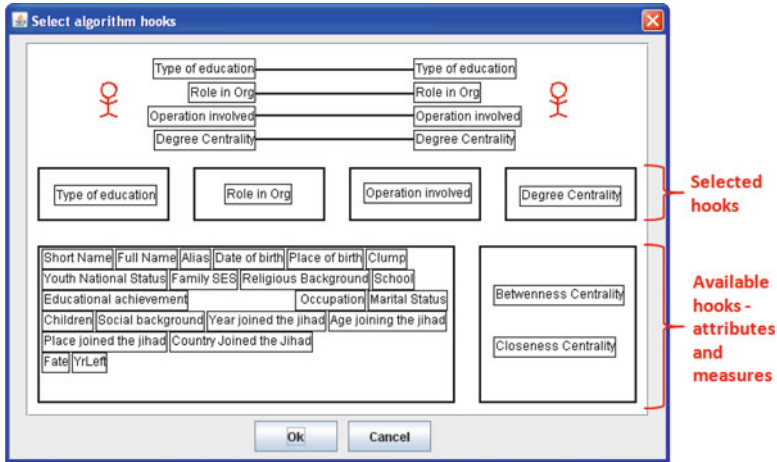 Select algorithm hooks
Type of education Type of education
Role in Org Role in Org
Operation involved Operation involved
Degree Centrality Degree Centrality
Type of education Role in Org Operation involved Degree Centrality
Selected
hooks
Short Name Full Name Alias Date of birth Place of birth Clump
Youth National Status Family SES Religious Background School
Educational achievement Occupation Marital Status
Children Social background Year joined the jihad Age joining the jihad
Place joined the jihad Country Joined the Jihad
Fate YrLeft
Betwenness Centrality
Closeness Centrality
Available
hooks -
attributes
and
measures
Ok Cancel